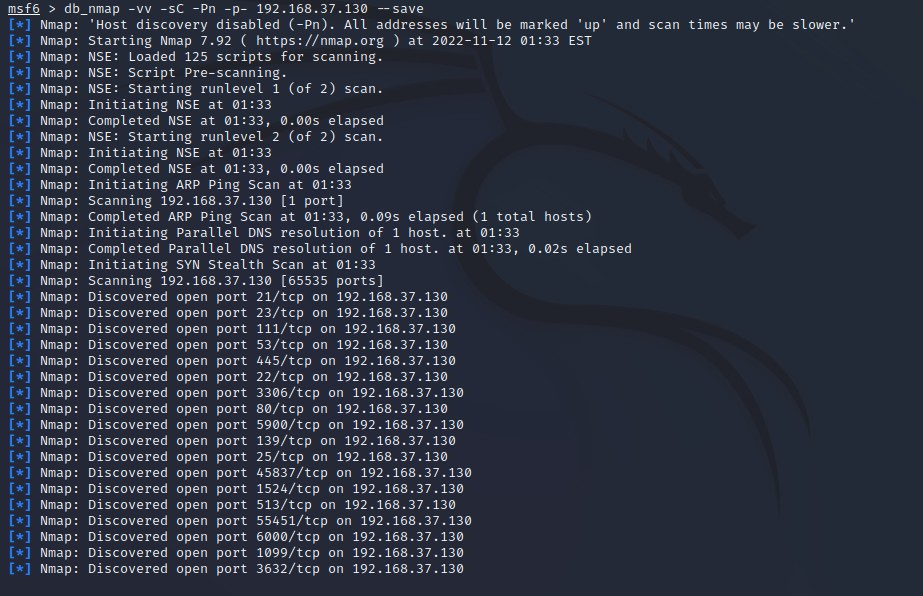 msf6 > db_nmap -vv -sC -Pn -p- 192.168.37.130 --save
[*] Nmap: 'Host discovery disabled (-Pn). All addresses will be marked 'up' and scan times may be slower.'
[*] Nmap: Starting Nmap 7.92 ( https://nmap.org ) at 2022-11-12 01:33 EST
[*] Nmap: NSE: Loaded 125 scripts for scanning.
[*] Nmap: NSE: Script Pre-scanning.
[*] Nmap: NSE: Starting runlevel 1 (of 2) scan.
[*] Nmap: Initiating NSE at 01:33
[*] Nmap: Completed NSE at 01:33, 0.00s elapsed
[*] Nmap: NSE: Starting runlevel 2 (of 2) scan.
[*] Nmap: Initiating NSE at 01:33
[*] Nmap: Completed NSE at 01:33, 0.00s elapsed
[*] Nmap: Initiating ARP Ping Scan at 01:33
[*] Nmap: Scanning 192.168.37.130 [1 port]
[*] Nmap: Completed ARP Ping Scan at 01:33, 0.09s elapsed (1 total hosts)
[*] Nmap: Initiating Parallel DNS resolution of 1 host. at 01:33
[*] Nmap: Completed Parallel DNS resolution of 1 host. at 01:33, 0.02s elapsed
[*] Nmap: Initiating SYN Stealth Scan at 01:33
[*] Nmap: Scanning 192.168.37.130 [65535 ports]
[*] Nmap: Discovered open port 21/tcp on 192.168.37.130
[*] Nmap: Discovered open port 23/tcp on 192.168.37.130
[*] Nmap: Discovered open port 111/tcp on 192.168.37.130
[*] Nmap: Discovered open port 53/tcp on 192.168.37.130
[*] Nmap: Discovered open port 445/tcp on 192.168.37.130
[*] Nmap: Discovered open port 22/tcp on 192.168.37.130
[*] Nmap: Discovered open port 3306/tcp on 192.168.37.130
[*] Nmap: Discovered open port 80/tcp on 192.168.37.130
[*] Nmap: Discovered open port 5900/tcp on 192.168.37.130
[*] Nmap: Discovered open port 139/tcp on 192.168.37.130
[*] Nmap: Discovered open port 25/tcp on 192.168.37.130
[*] Nmap: Discovered open port 45837/tcp on 192.168.37.130
[*] Nmap: Discovered open port 1524/tcp on 192.168.37.130
[*] Nmap: Discovered open port 513/tcp on 192.168.37.130
[*] Nmap: Discovered open port 55451/tcp on 192.168.37.130
[*] Nmap: Discovered open port 6000/tcp on 192.168.37.130
[*] Nmap: Discovered open port 1099/tcp on 192.168.37.130
[*] Nmap: Discovered open port 3632/tcp on 192.168.37.130